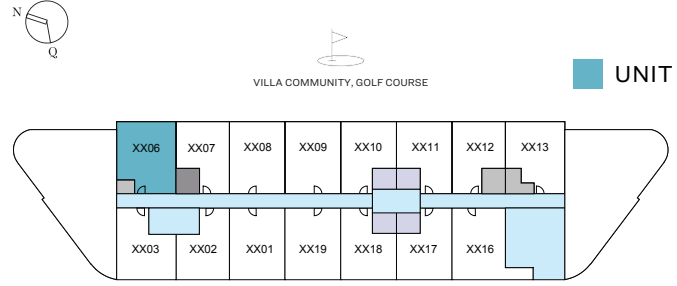 N
Q
VILLA COMMUNITY, GOLF COURSE
UNIT
XX06 XX07 XX08 XX09 XX10 XX11 XX12 XX13
XX03 XX02 XX01 XX19 XX18 XX17 XX16